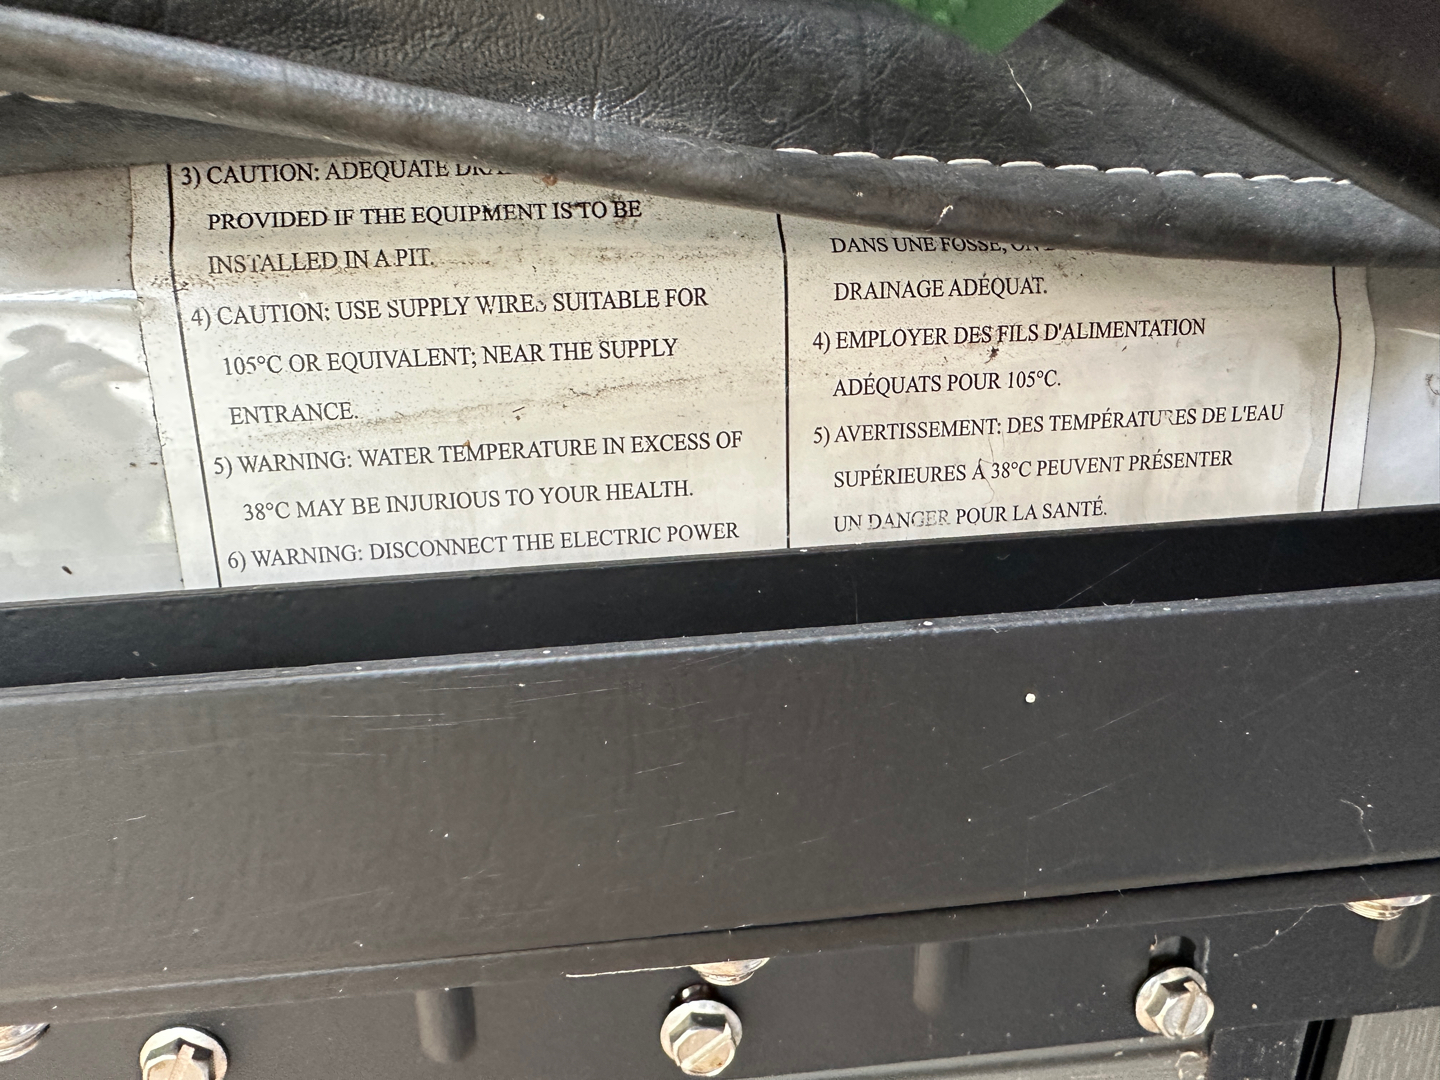 3) CAUTION: ADEQUATE
PROVIDED IF THE EQUIPMENT IS TO BE
INSTALLED IN A PIT.
4) CAUTION: USE SUPPLY WIRES SUITABLE FOR
105°C OR EQUIVALENT; NEAR THE SUPPLY
ENTRANCE.
5) WARNING: WATER TEMPERATURE IN EXCESS OF
38°C MAY BE INJURIOUS TO YOUR HEALTH.
6) WARNING: DISCONNECT THE ELECTRIC POWER
DANS UNE FOSSE,
DRAINAGE ADÉQUAT.
4) EMPLOYER DES FILS D'ALIMENTATION
ADÉQUATS POUR 105°C.
5) AVERTISSEMENT: DES TEMPÉRATURES DE L'EAU
SUPÉRIEURES Á 38°C PEUVENT PRÉSENTER
UN DANGER POUR LA SANTÉ.